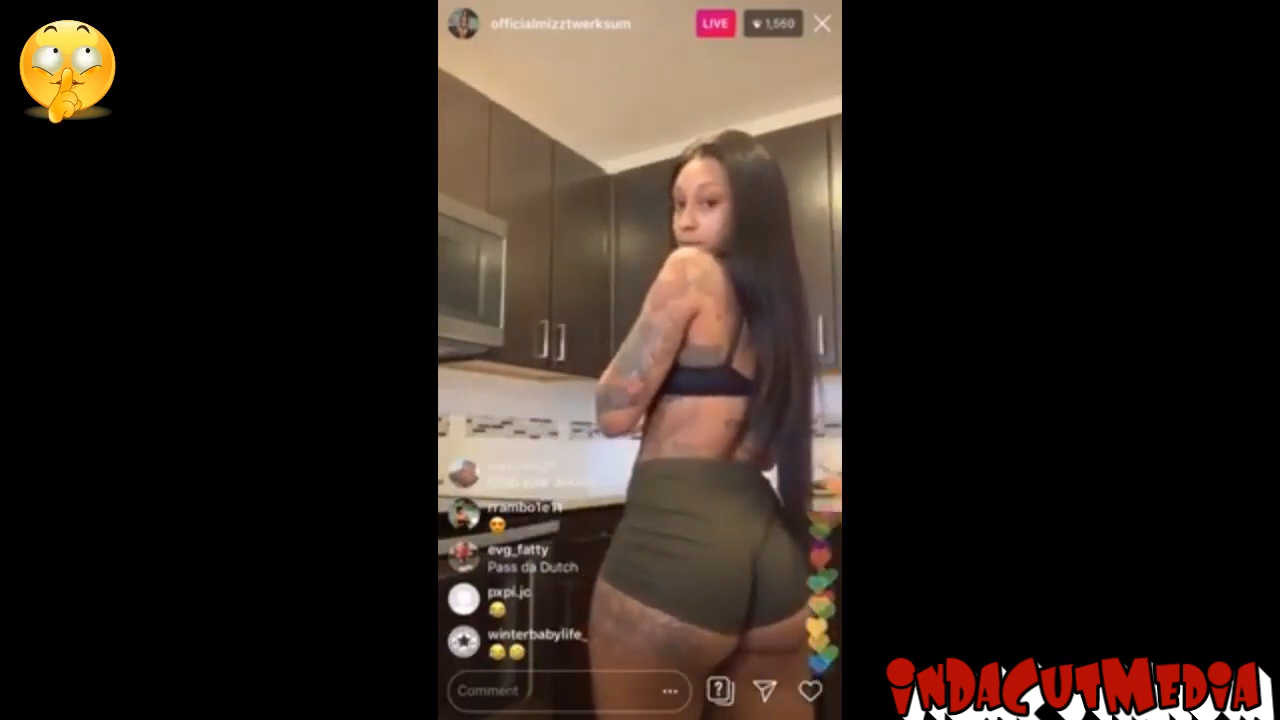 officialmizztwerksum
LIVE
1,560
rrambo1e11
evg_fatty
Pass da Dutch
pxpi.jc
winterbabylife_
Comment
iNDACUTMEDIA